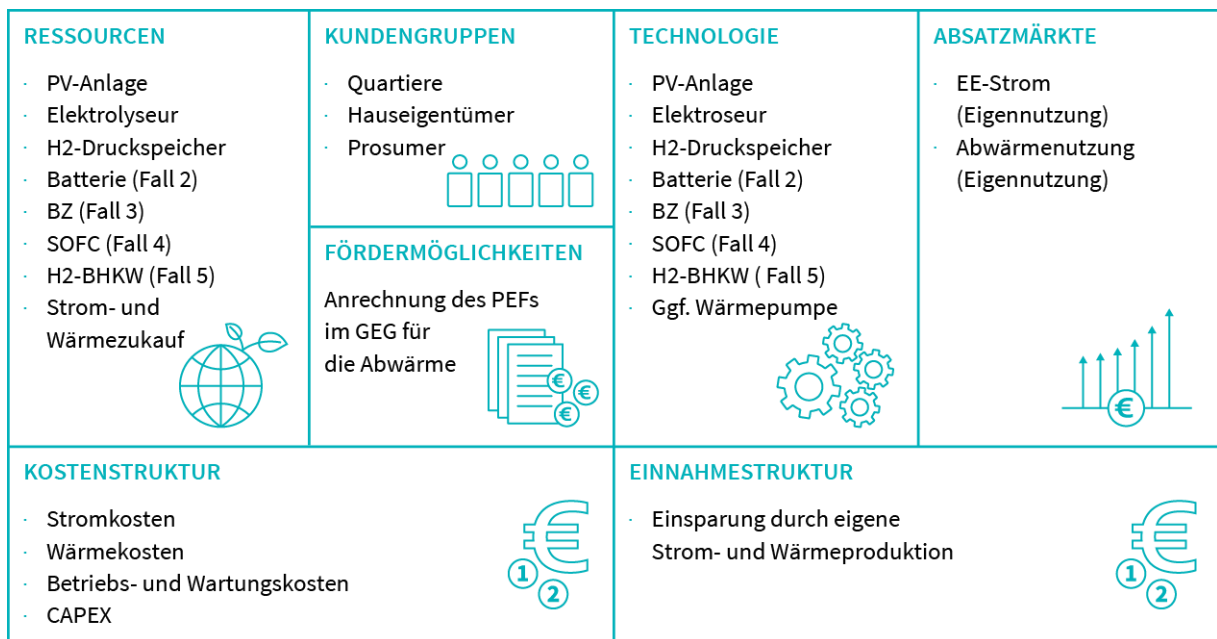 RESSOURCEN
· PV-Anlage
· Elektrolyseur
· H2-Druckspeicher
· Batterie (Fall 2)
· BZ (Fall 3)
· SOFC (Fall 4)
· H2-BHKW (Fall 5)
· Strom- und
Wärmezukauf
KUNDENGRUPPEN
· Quartiere
· Hauseigentümer
· Prosumer
FÖRDERMÖGLICHKEITEN
Anrechnung des PEFs
im GEG für
die Abwärme
€
€
€
TECHNOLOGIE
· PV-Anlage
· Elektroseur
· H2-Druckspeicher
· Batterie (Fall 2)
· BZ (Fall 3)
· SOFC (Fall 4)
· H2-BHKW ( Fall 5)
· Ggf. Wärmepumpe
ABSATZMÄRKTE
· EE-Strom
(Eigennutzung)
· Abwärmenutzung
(Eigennutzung)
€
KOSTENSTRUKTUR
· Stromkosten
· Wärmekosten
· Betriebs- und Wartungskosten
· CAPEX
€
1
2
EINNAHMESTRUKTUR
· Einsparung durch eigene
Strom- und Wärmeproduktion
€
1
2